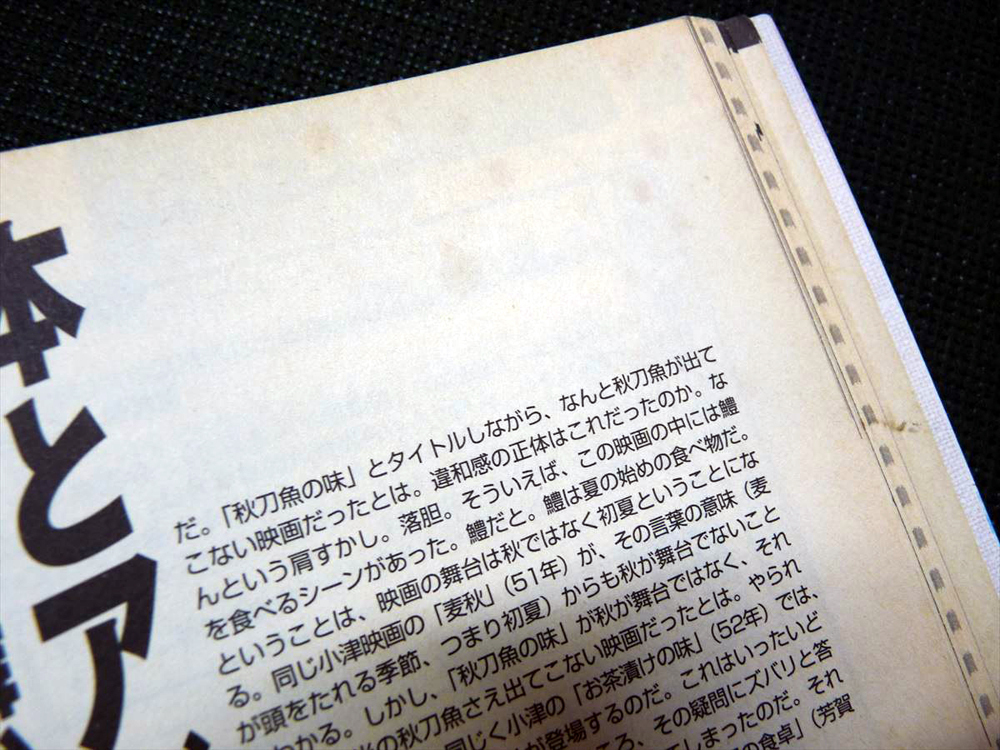 本とア
だ。「秋刀魚の味」とタイトルしながら、なんと秋刀魚が出て
こない映画だったとは。違和感の正体はこれだったのか。な
んという肩すかし。落胆。そういえば、この映画の中には鱧
を食べるシーンがあった。鱧だと。鱧は夏の始めの食べ物だ。
ということは、映画の舞台は秋ではなく初夏ということにな
る。同じ小津映画の「麦秋」（51年）が、その言葉の意味（麦
が頭をたれる季節、つまり初夏）からも秋が舞台でないこと
わかる。しかし、「秋刀魚の味」が秋が舞台ではなく、それ
の秋刀魚さえ出てこない映画だったとは。やられ
同じく小津の「お茶漬けの味」（52年）では、
が登場するのだ。これはいったいど
ころ、その疑問にズバリと答
てしまったのだ。それ
の食卓」（芳賀